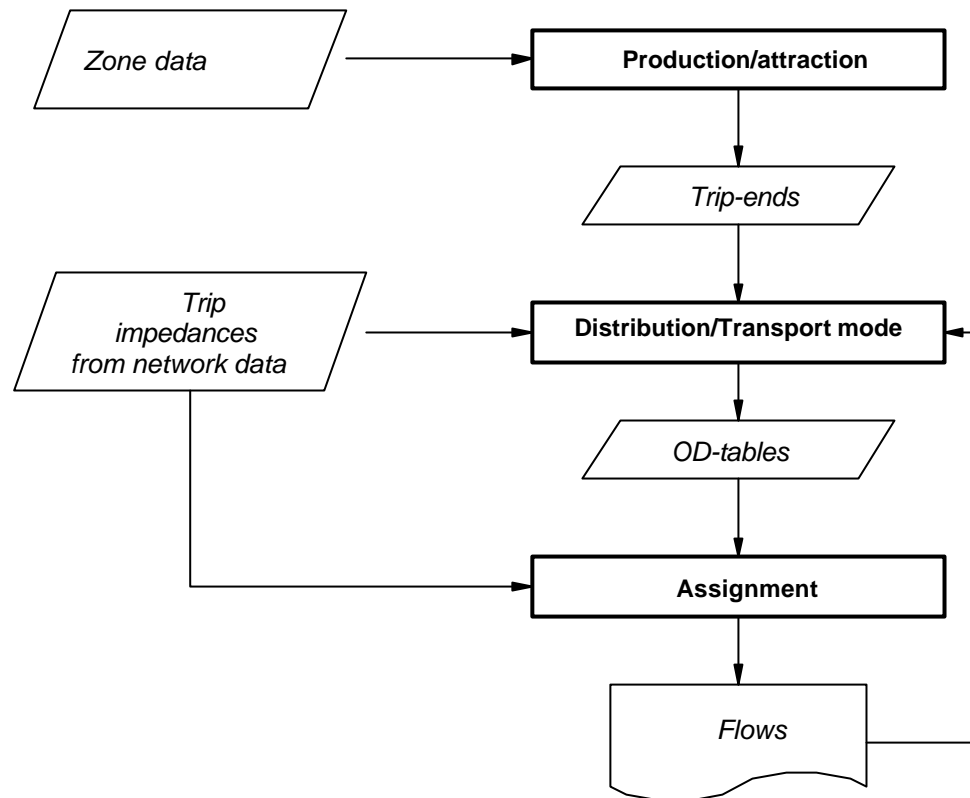 Zone data
Production/attraction
Trip-ends
Trip
impedances
from network data
Distribution/Transport mode
OD-tables
Assignment
Flows